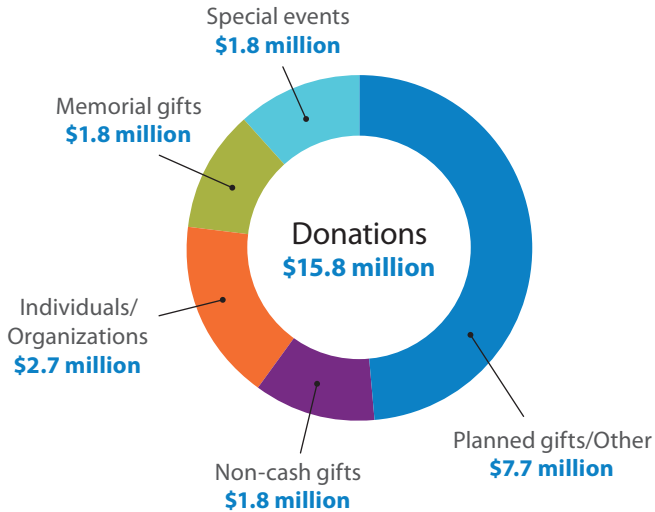 Special events
$1.8 million
Memorial gifts
$1.8 million
Donations
$15.8 million
Individuals/
Organizations
$2.7 million
Planned gifts/Other
$7.7 million
Non-cash gifts
$1.8 million